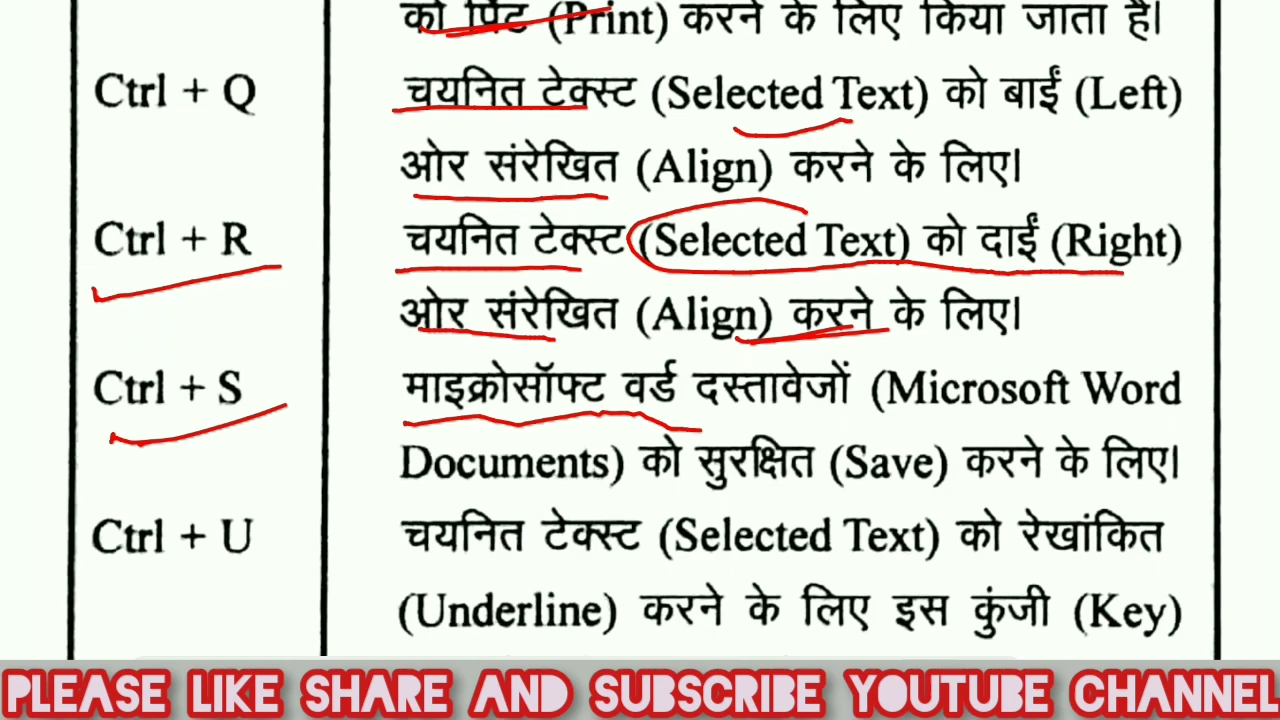 को प्रिंट (Print) करने के लिए किया जाता है।
Ctrl + Q चयनित टेक्स्ट (Selected Text) को बाईं (Left)
ओर संरेखित (Align) करने के लिए।
Ctrl + R चयनित टेक्स्ट (Selected Text) को दाईं (Right)
ओर संरेखित (Align) करने के लिए।
Ctrl + S माइक्रोसॉफ्ट वर्ड दस्तावेजों (Microsoft Word
Documents) को सुरक्षित (Save) करने के लिए।
Ctrl + U चयनित टेक्स्ट (Selected Text) को रेखांकित
(Underline) करने के लिए इस कुंजी (Key)
PLEASE LIKE SHARE AND SUBSCRIBE YOUTUBE CHANNEL